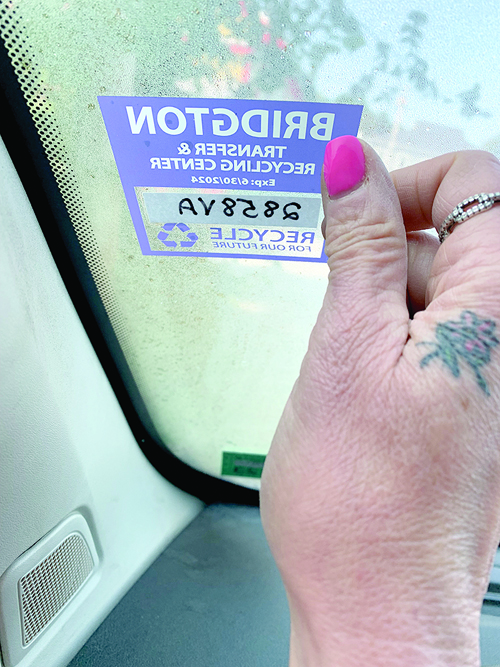 BRIDGTON
TRANSFER &
RECYCLING CENTER
Exp: 6/30/2024
2858VA
RECYCLE
FOR OUR FUTURE